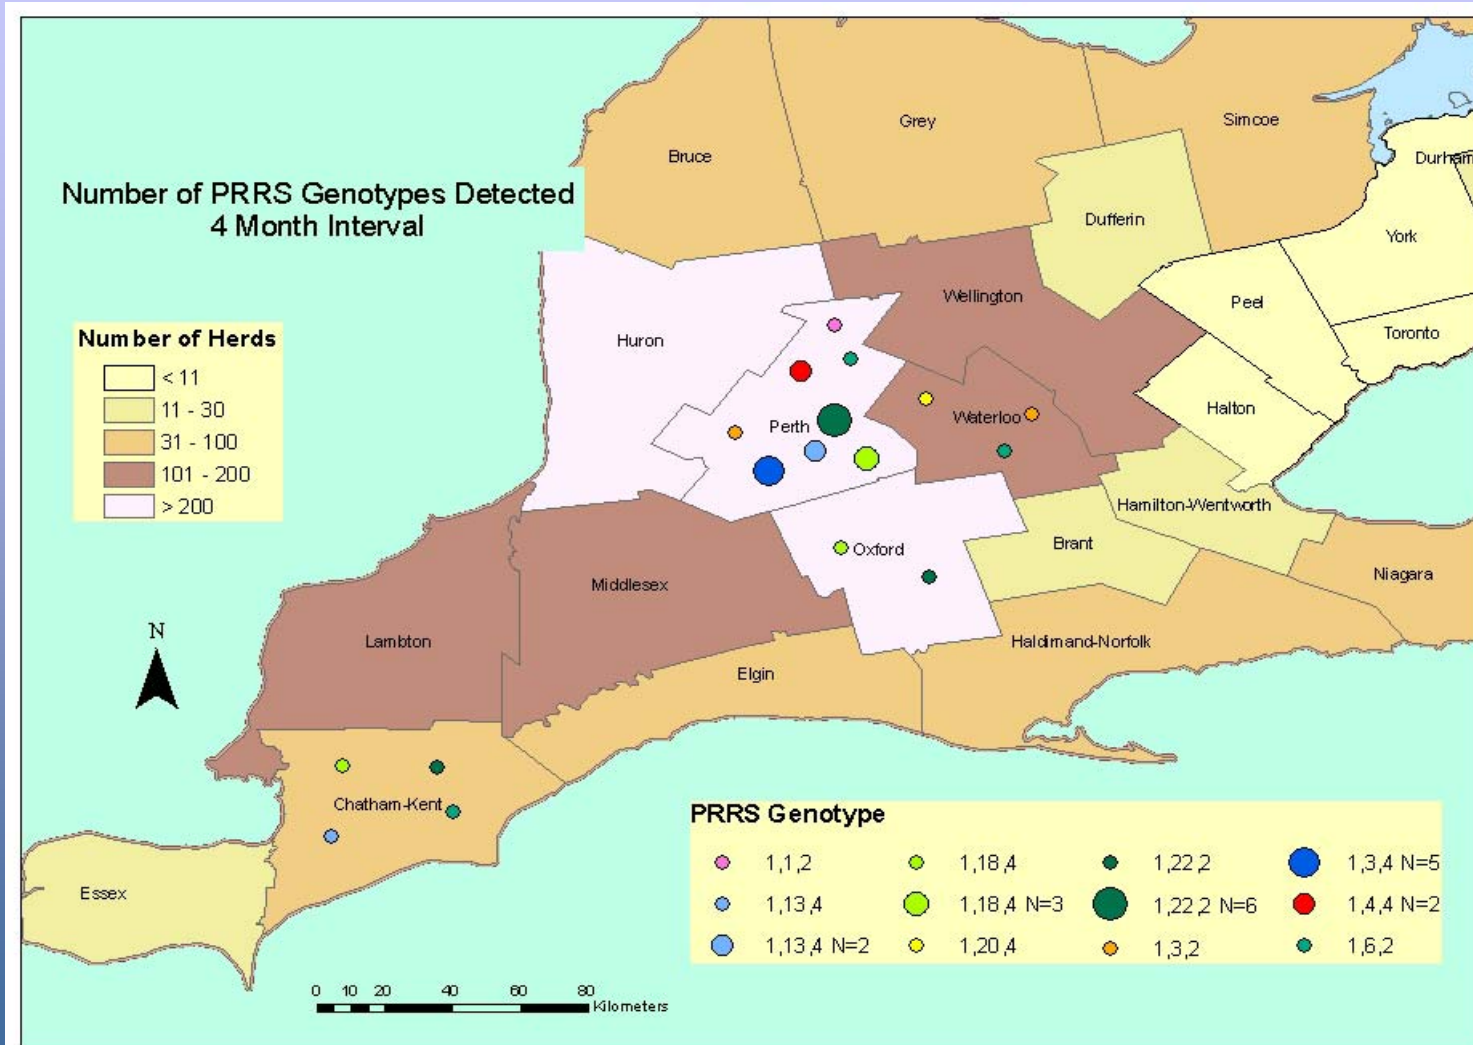 Number of PRRS Genotypes Detected
4 Month Interval
Number of Herds
< 11
11 - 30
31 - 100
101 - 200
> 200
Bruce
Grey
Simcoe
Durham
York
Dufferin
Peel
Toronto
Wellington
Huron
Halton
Perth
Waterloo
Hamilton-Wentworth
Brant
Oxford
Niagara
Middlesex
Lambton
Haldimand-Norfolk
Elgin
Chatham-Kent
Essex
N
PRRS Genotype
1,1,2
1,13,4
1,13,4 N=2
1,18,4
1,18,4 N=3
1,20,4
1,22,2
1,22,2 N=6
1,3,2
1,3,4 N=5
1,4,4 N=2
1,6,2
0 10 20 40 60 80
Kilometers